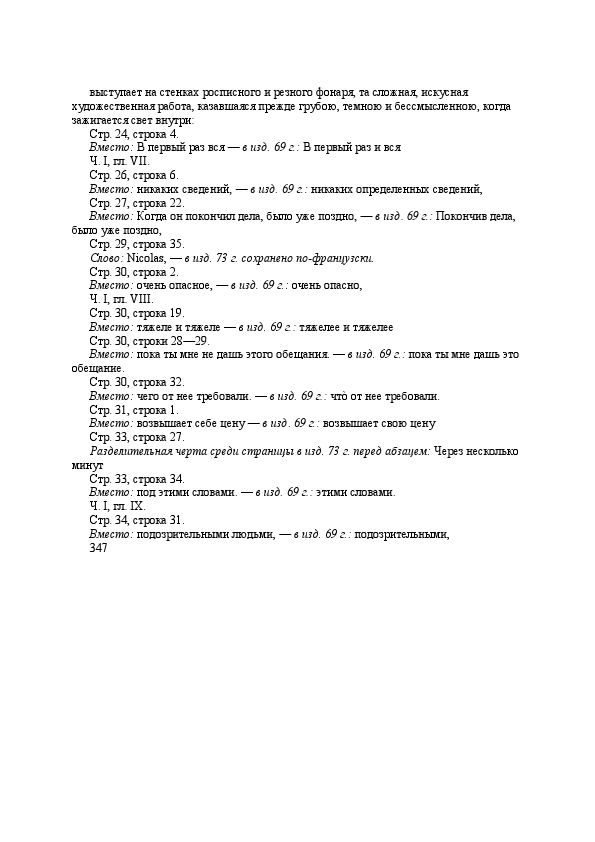 выступает на стенках росписного и резного фонаря, та сложная, искусная
художественная работа, казавшаяся прежде грубою, темною и бессмысленною, когда
зажигается свет внутри:
Стр. 24, строка 4.
Вместо: В первый раз вся — в изд. 69 г.: В первый раз и вся
Ч. I, гл. VII.
Стр. 26, строка 6.
Вместо: никаких сведений, — в изд. 69 г.: никаких определенных сведений,
Стр. 27, строка 22.
Вместо: Когда он покончил дела, было уже поздно, — в изд. 69 г.: Покончив дела,
было уже поздно,
Стр. 29, строка 35.
Слово: Nicolas, — в изд. 73 г. сохранено по-французски.
Стр. 30, строка 2.
Вместо: очень опасное, — в изд. 69 г.: очень опасно,
Ч. I, гл. VIII.
Стр. 30, строка 19.
Вместо: тяжеле и тяжеле — в изд. 69 г.: тяжелее и тяжелее
Стр. 30, строки 28—29.
Вместо: пока ты мне не дашь этого обещания. — в изд. 69 г.: пока ты мне дашь это
обещание.
Стр. 30, строка 32.
Вместо: чего от нее требовали. — в изд. 69 г.: что̀ от нее требовали.
Стр. 31, строка 1.
Вместо: возвышает себе цену — в изд. 69 г.: возвышает свою цену
Стр. 33, строка 27.
Разделительная черта среди страницы в изд. 73 г. перед абзацем: Через несколько
минут
Стр. 33, строка 34.
Вместо: под этими словами. — в изд. 69 г.: этими словами.
Ч. I, гл. IX.
Стр. 34, строка 31.
Вместо: подозрительными людьми, — в изд. 69 г.: подозрительными,
347